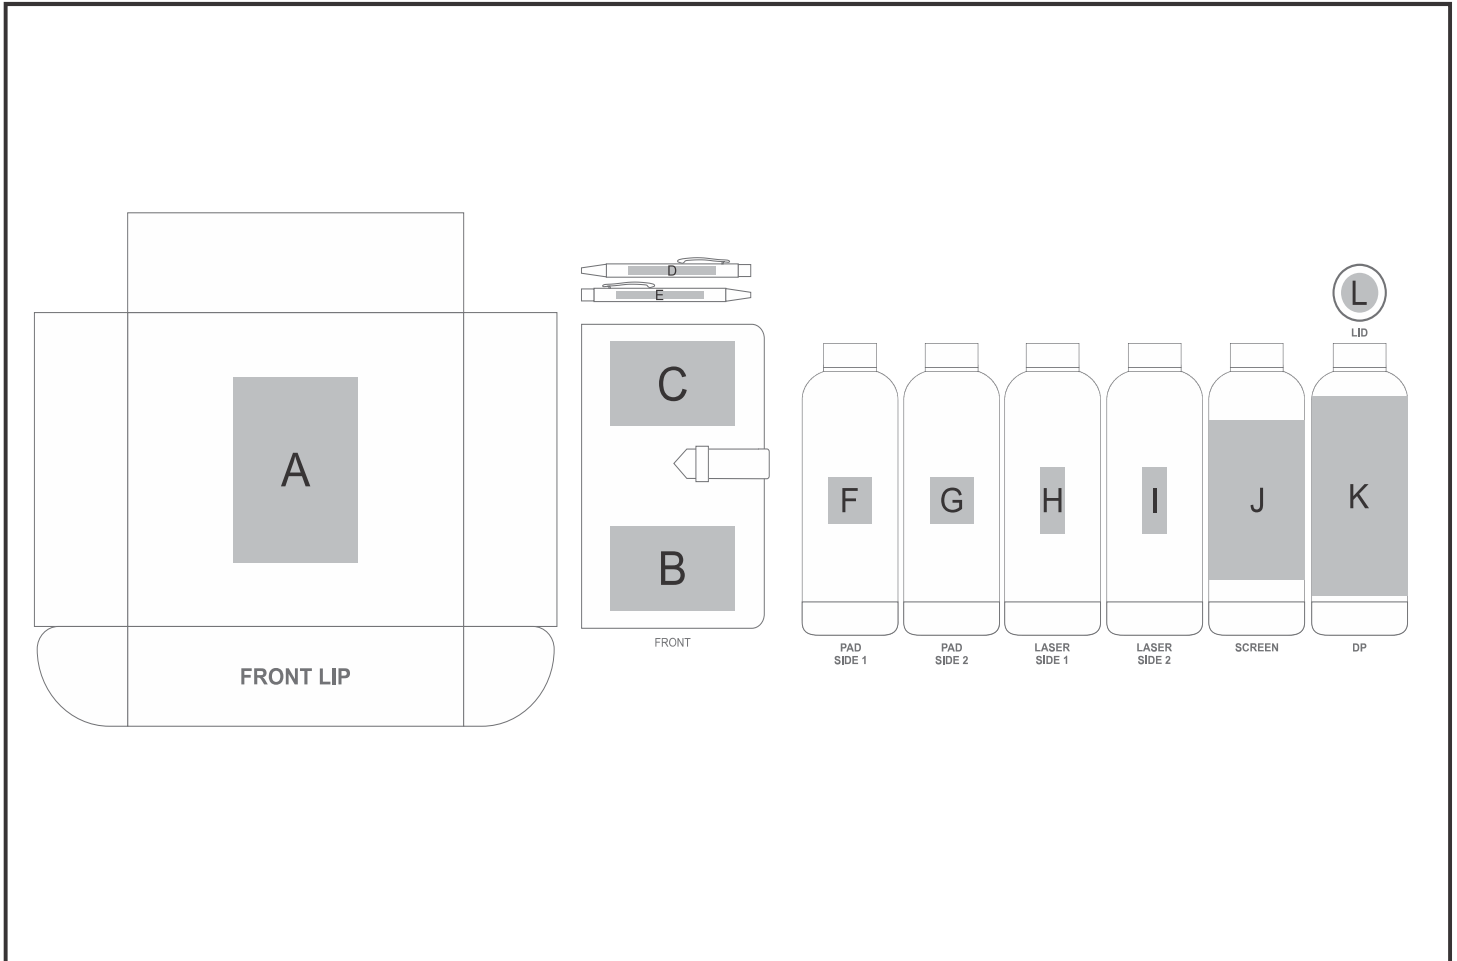 A
FRONT LIP
D
E
C
B
FRONT
F
PAD
SIDE 1
G
PAD
SIDE 2
H
LASER
SIDE 1
I
LASER
SIDE 2
J
SCREEN
L
LID
K
DP